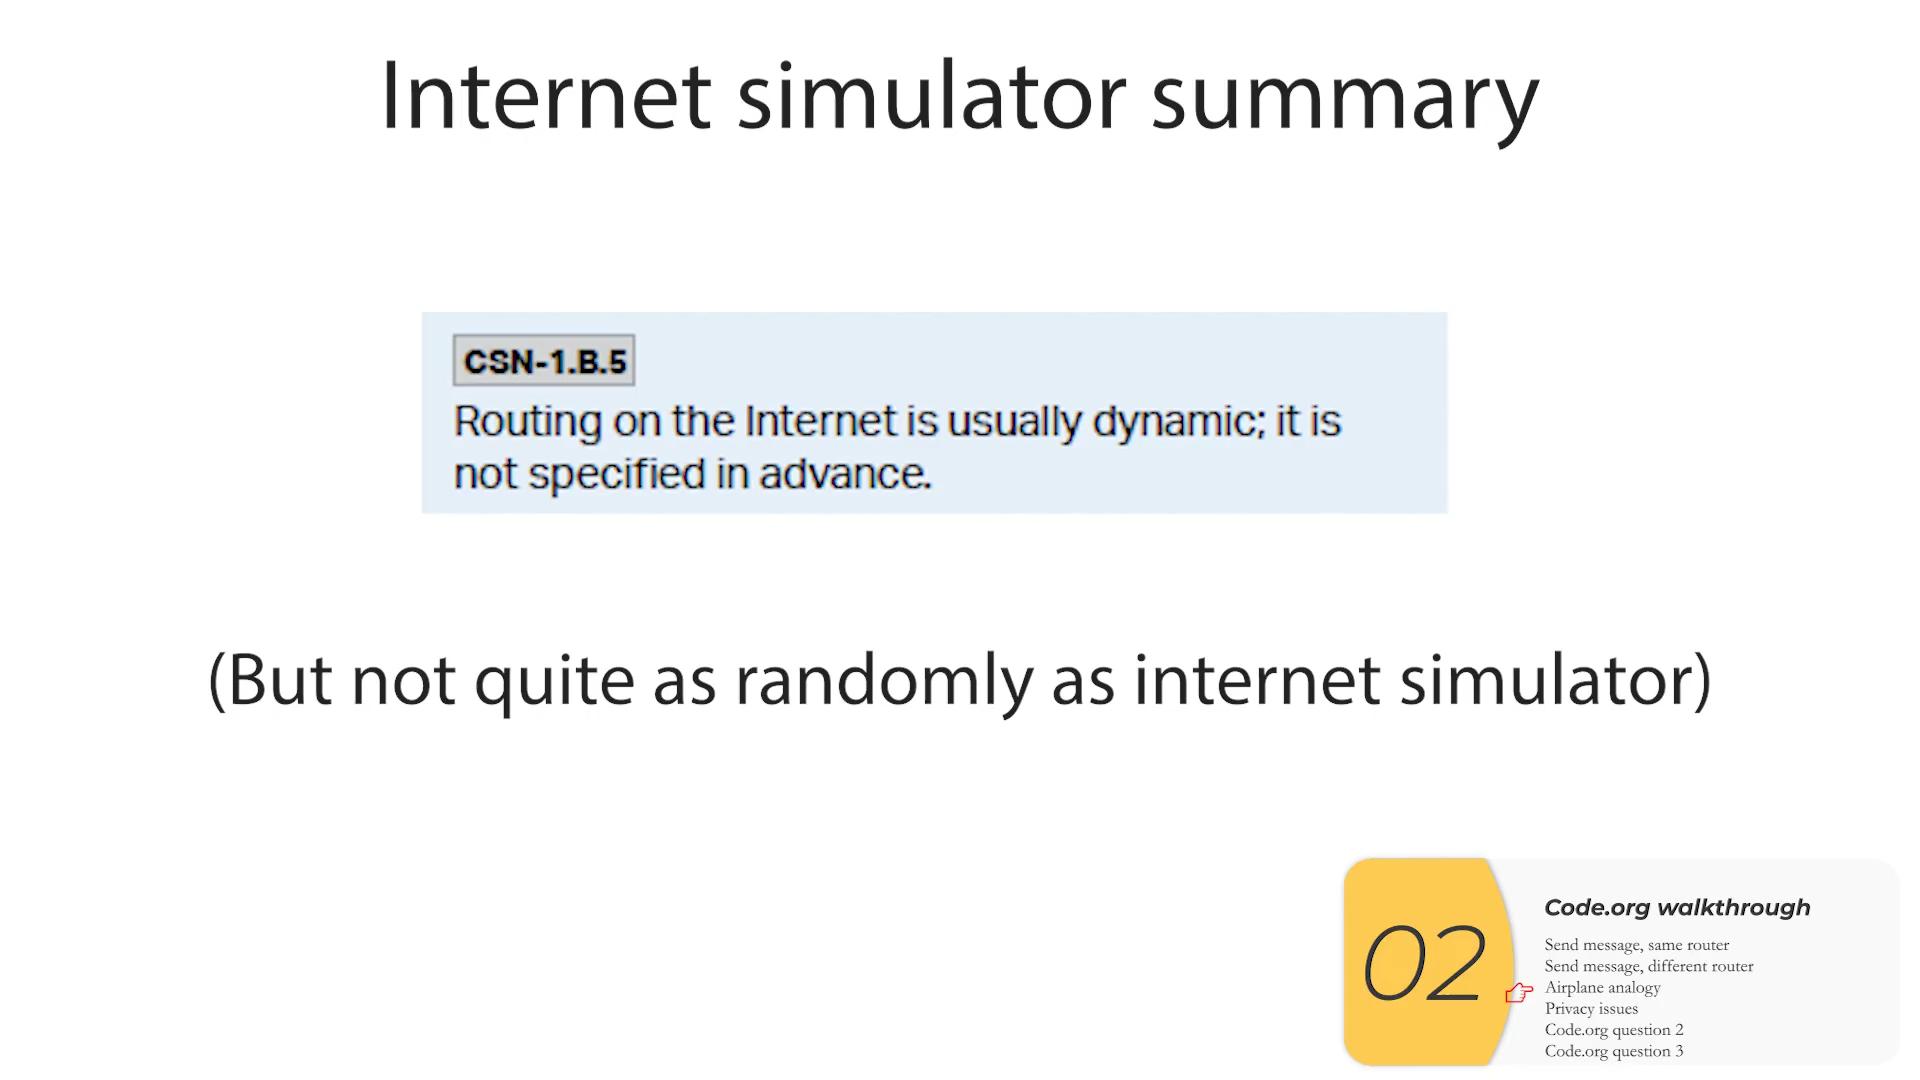 Internet simulator summary
CSN-1.B.5
Routing on the Internet is usually dynamic; it is
not specified in advance.
(But not quite as randomly as internet simulator)
02
Code.org walkthrough
Send message, same router
Send message, different router
Airplane analogy
Privacy issues
Code.org question 2
Code.org question 3